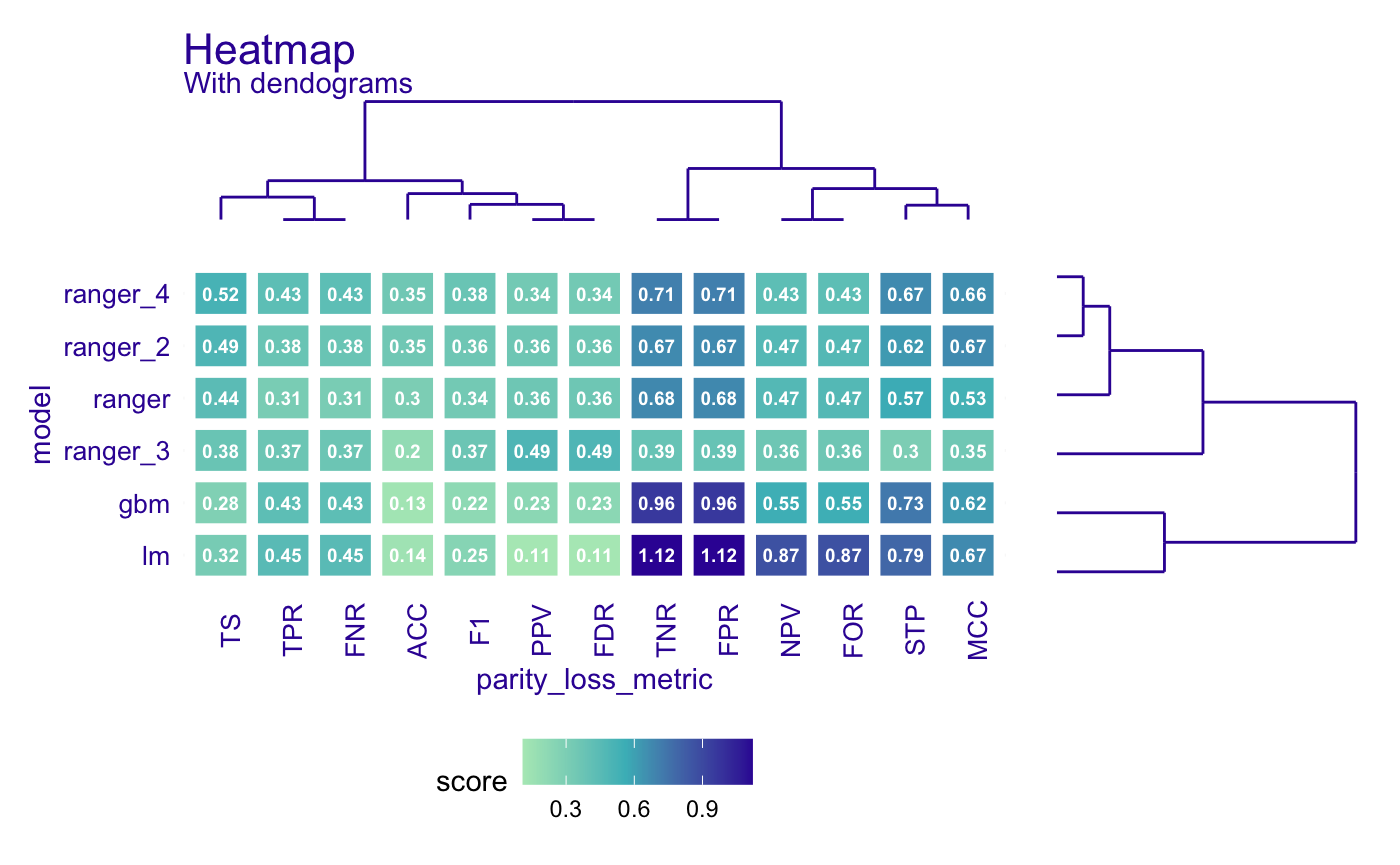 Heatmap
With dendograms
model
ranger_4 0.52 0.43 0.43 0.35 0.38 0.34 0.34 0.71 0.71 0.43 0.43 0.67 0.66
ranger_2 0.49 0.38 0.38 0.35 0.36 0.36 0.36 0.67 0.67 0.47 0.47 0.62 0.67
ranger 0.44 0.31 0.31 0.3 0.34 0.36 0.36 0.68 0.68 0.47 0.47 0.57 0.53
ranger_3 0.38 0.37 0.37 0.2 0.37 0.49 0.49 0.39 0.39 0.36 0.36 0.3 0.35
gbm 0.28 0.43 0.43 0.13 0.22 0.23 0.23 0.96 0.96 0.55 0.55 0.73 0.62
lm 0.32 0.45 0.45 0.14 0.25 0.11 0.11 1.12 1.12 0.87 0.87 0.79 0.67
TS TPR FNR ACC F1 PPV FDR TNR FPR NPV FOR STP MCC
parity_loss_metric
score
0.3 0.6 0.9